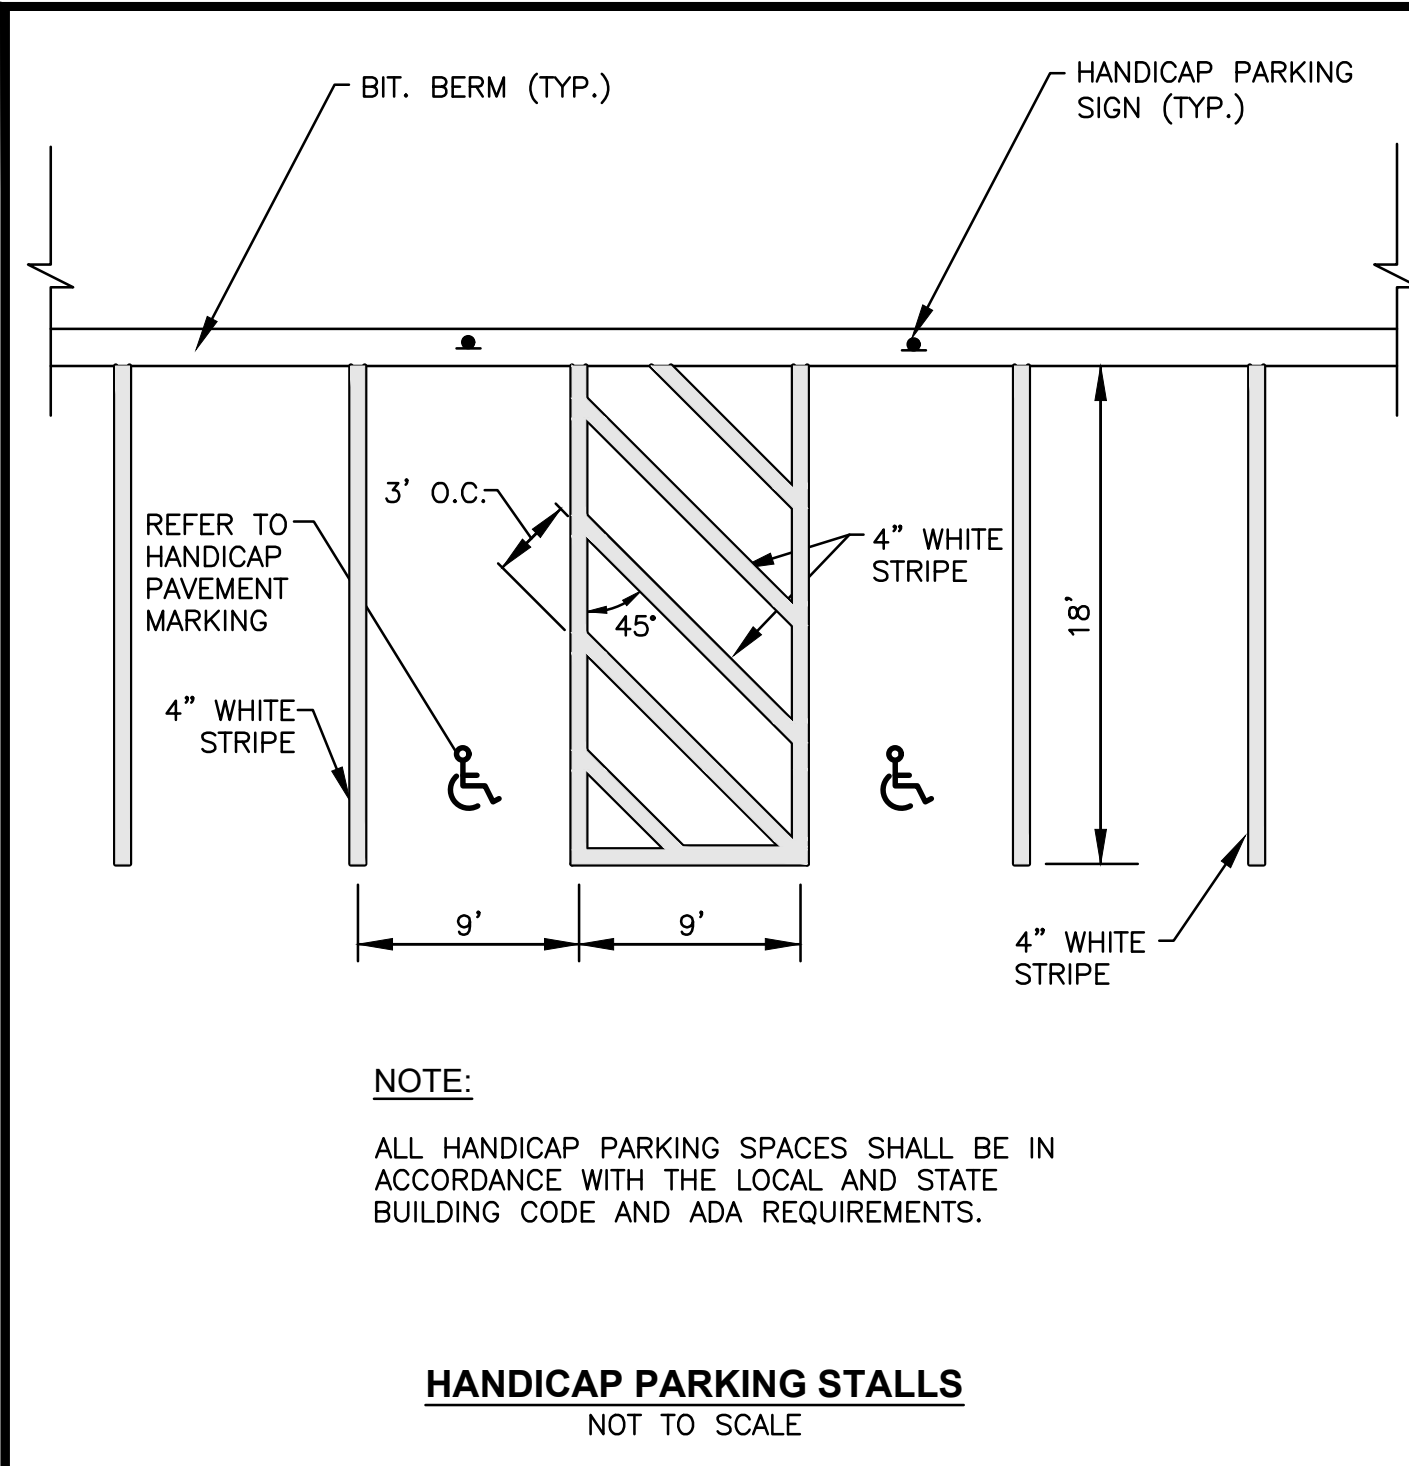 BIT. BERM (TYP.)
HANDICAP PARKING
SIGN (TYP.)
3' O.C.
REFER TO
HANDICAP
PAVEMENT
MARKING
4" WHITE
STRIPE
45°
4" WHITE
STRIPE
18'
9'
9'
4" WHITE
STRIPE
NOTE:
ALL HANDICAP PARKING SPACES SHALL BE IN
ACCORDANCE WITH THE LOCAL AND STATE
BUILDING CODE AND ADA REQUIREMENTS.
HANDICAP PARKING STALLS
NOT TO SCALE